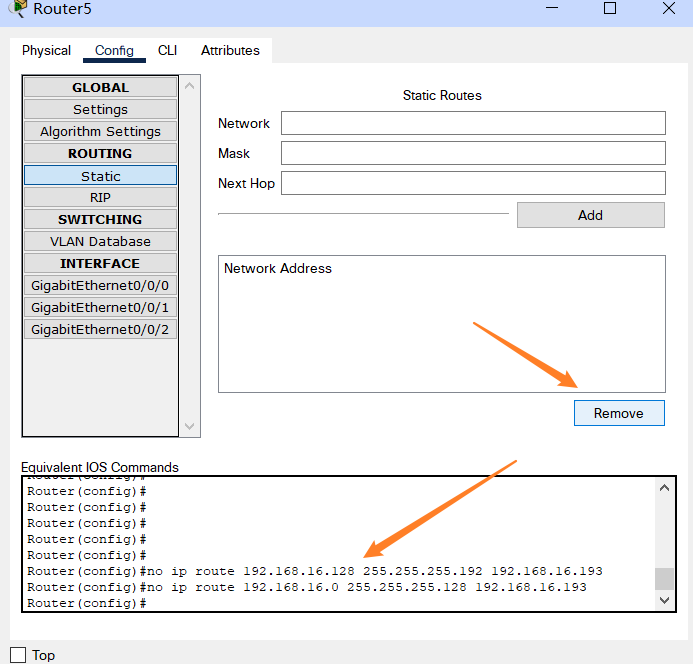 Router5
Physical Config CLI Attributes
GLOBAL
Settings
Algorithm Settings
ROUTING
Static
RIP
SWITCHING
VLAN Database
INTERFACE
GigabitEthernet0/0/0
GigabitEthernet0/0/1
GigabitEthernet0/0/2
Static Routes
Network
Mask
Next Hop
Add
Network Address
Remove
Equivalent IOS Commands
Router(config)#
Router(config)#
Router(config)#
Router(config)#
Router(config)#
Router(config)#
Router(config)#no ip route 192.168.16.128 255.255.255.192 192.168.16.193
Router(config)#no ip route 192.168.16.0 255.255.255.128 192.168.16.193
Router(config)#
Top